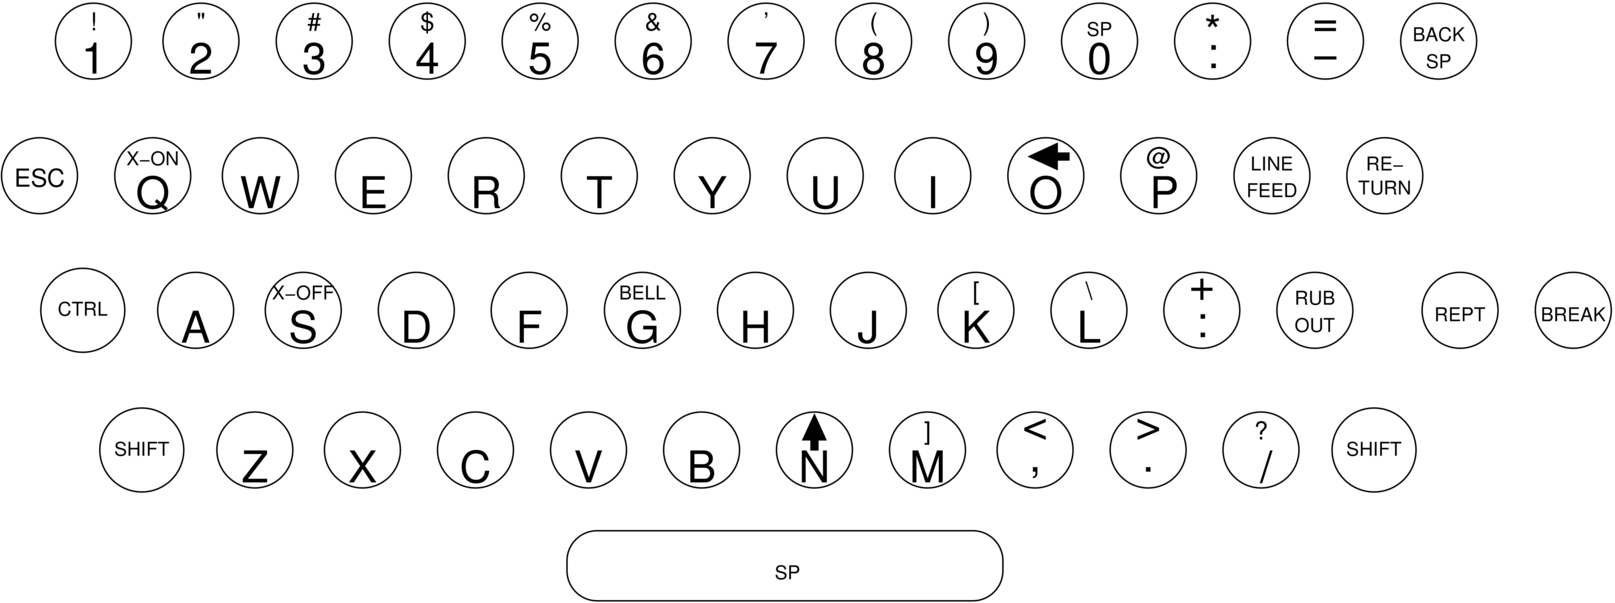 ! " # $ % & ' ( ) SP * =
1 2 3 4 5 6 7 8 9 0 : – BACK SP
X–ON ← @
ESC Q W E R T Y U I O P LINE FEED RE– TURN
X–OFF BELL [ \ +
CTRL A S D F G H J K L : RUB OUT REPT BREAK
↑ ] < > ?
SHIFT Z X C V B N M , . / SHIFT
SP